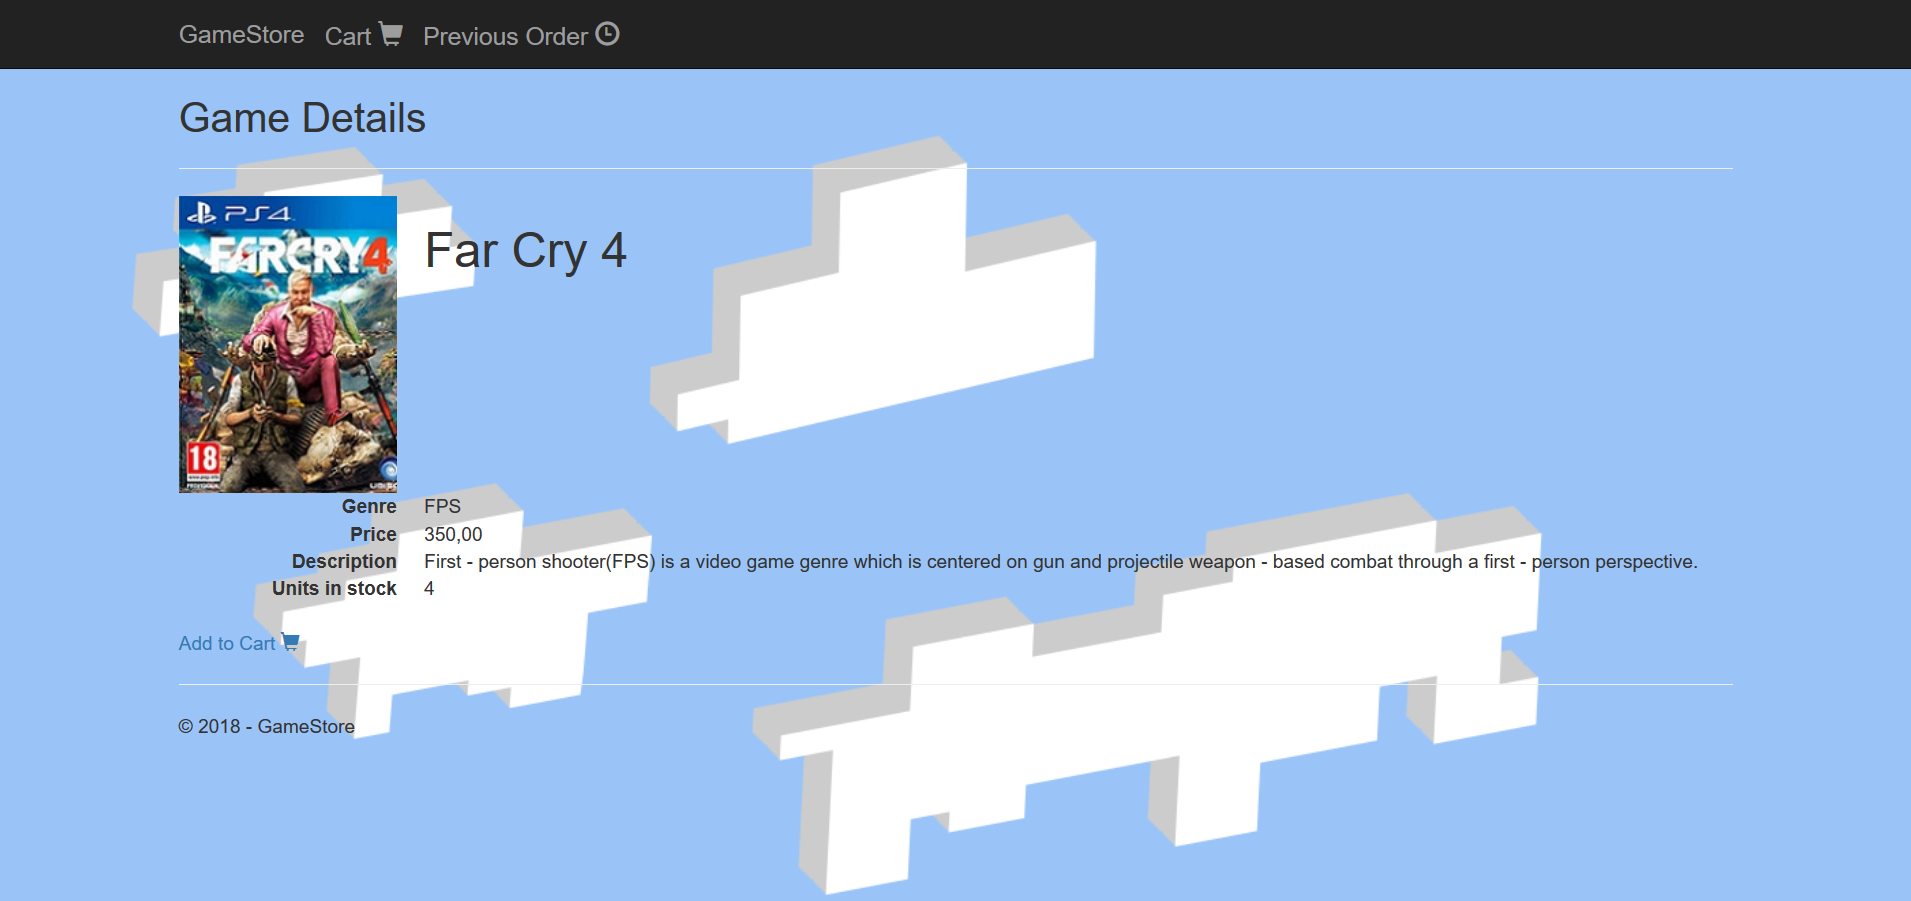 GameStore Cart Previous Order
Game Details
PS4
FARCRY4
Far Cry 4
18
Genre FPS
Price 350,00
Description First - person shooter(FPS) is a video game genre which is centered on gun and projectile weapon - based combat through a first - person perspective.
Units in stock 4
Add to Cart
© 2018 - GameStore